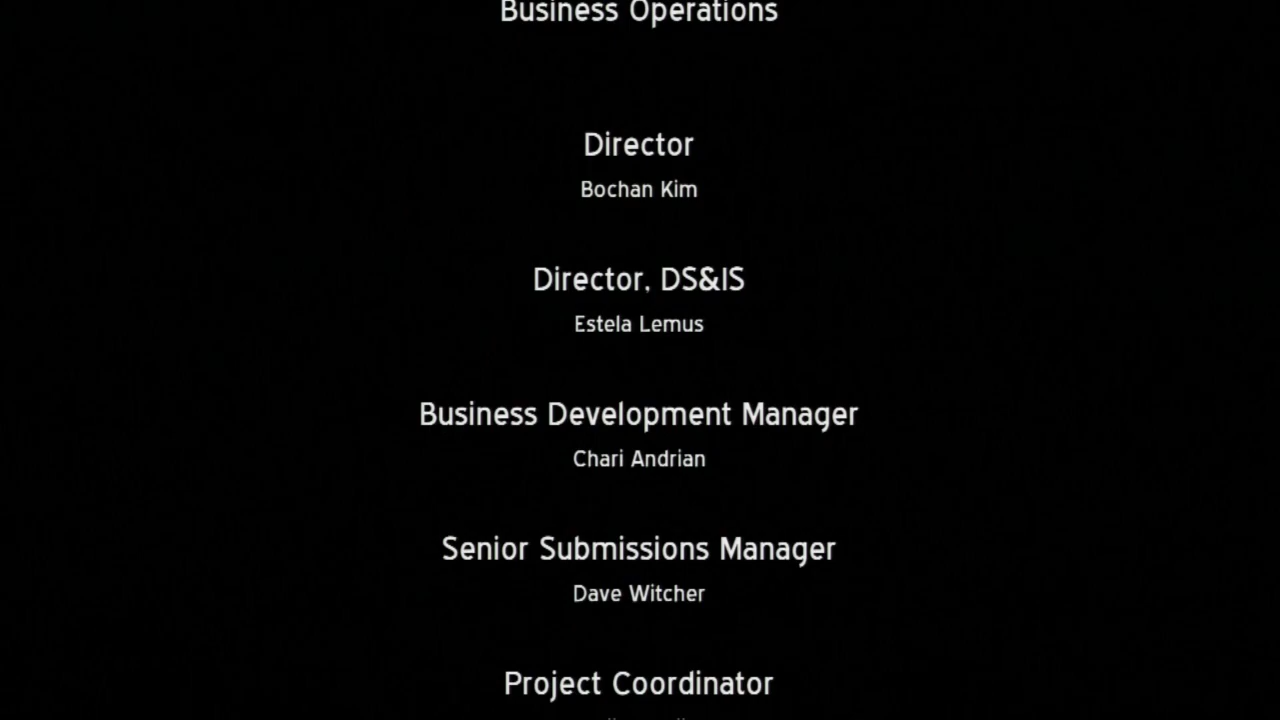 Business Operations
Director
Bochan Kim
Director, DS&IS
Estela Lemus
Business Development Manager
Chari Andrian
Senior Submissions Manager
Dave Witcher
Project Coordinator